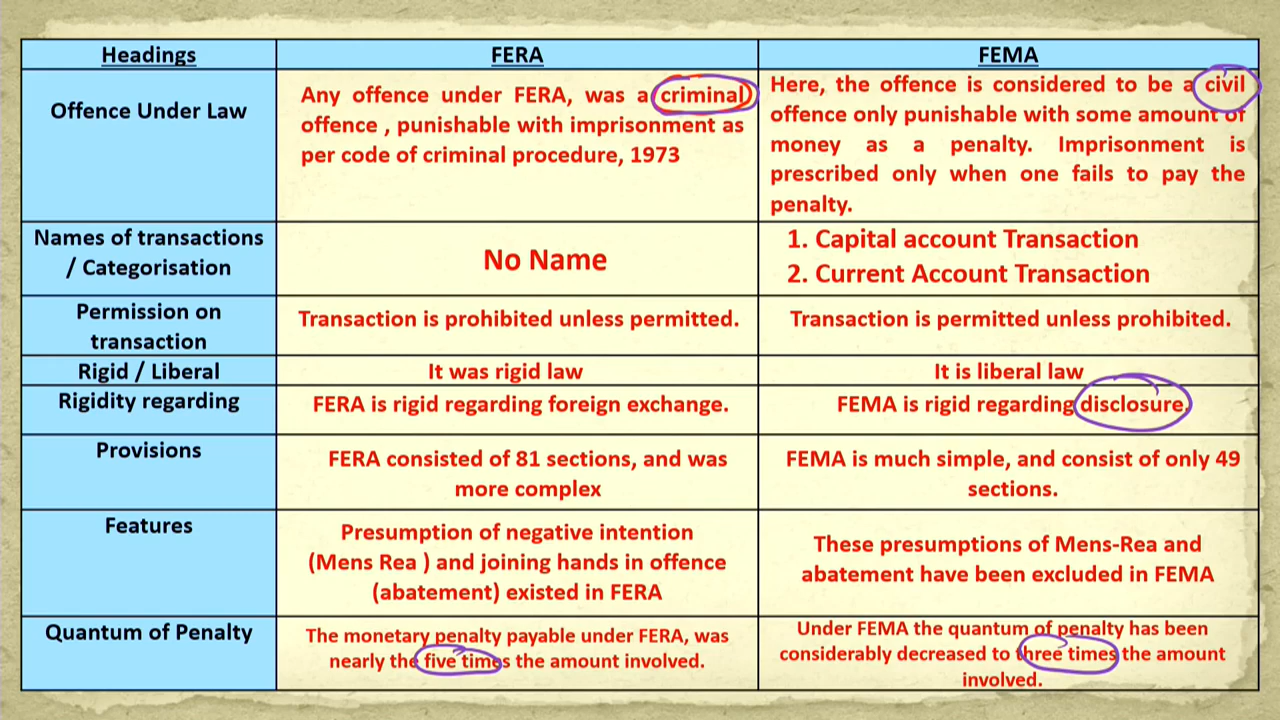 Headings FERA FEMA
Offence Under Law
Any offence under FERA, was a criminal
offence , punishable with imprisonment as
per code of criminal procedure, 1973
Here, the offence is considered to be a civil
offence only punishable with some amount of
money as a penalty. Imprisonment is
prescribed only when one fails to pay the
penalty.
Names of transactions
/ Categorisation
No Name
1. Capital account Transaction
2. Current Account Transaction
Permission on
transaction
Transaction is prohibited unless permitted.
Transaction is permitted unless prohibited.
Rigid / Liberal
It was rigid law
It is liberal law
Rigidity regarding
FERA is rigid regarding foreign exchange.
FEMA is rigid regarding disclosure.
Provisions
FERA consisted of 81 sections, and was
more complex
FEMA is much simple, and consist of only 49
sections.
Features
Presumption of negative intention
(Mens Rea ) and joining hands in offence
(abatement) existed in FERA
These presumptions of Mens-Rea and
abatement have been excluded in FEMA
Quantum of Penalty
The monetary penalty payable under FERA, was
nearly the five times the amount involved.
Under FEMA the quantum of penalty has been
considerably decreased to three times the amount
involved.